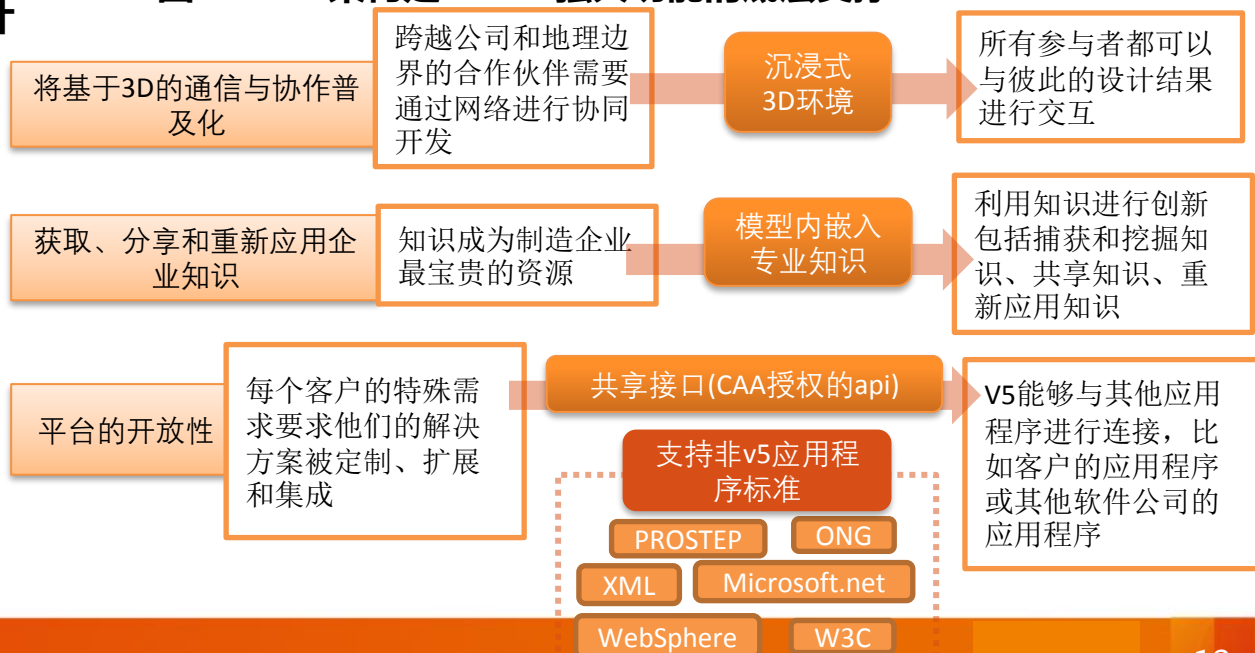 将基于3D的通信与协作普
及化
跨越公司和地理边
界的合作伙伴需要
通过网络进行协同
开发
沉浸式
3D环境
所有参与者都可以
与彼此的设计结果
进行交互
获取、分享和重新应用企
业知识
知识成为制造企业
最宝贵的资源
模型内嵌入
专业知识
利用知识进行创新
包括捕获和挖掘知
识、共享知识、重
新应用知识
平台的开放性
每个客户的特殊需
求要求他们的解决
方案被定制、扩展
和集成
共享接口(CAA授权的api)
V5能够与其他应用
程序进行连接，比
如客户的应用程序
或其他软件公司的
应用程序
支持非v5应用程
序标准
PROSTEP
ONG
XML
Microsoft.net
WebSphere
W3C